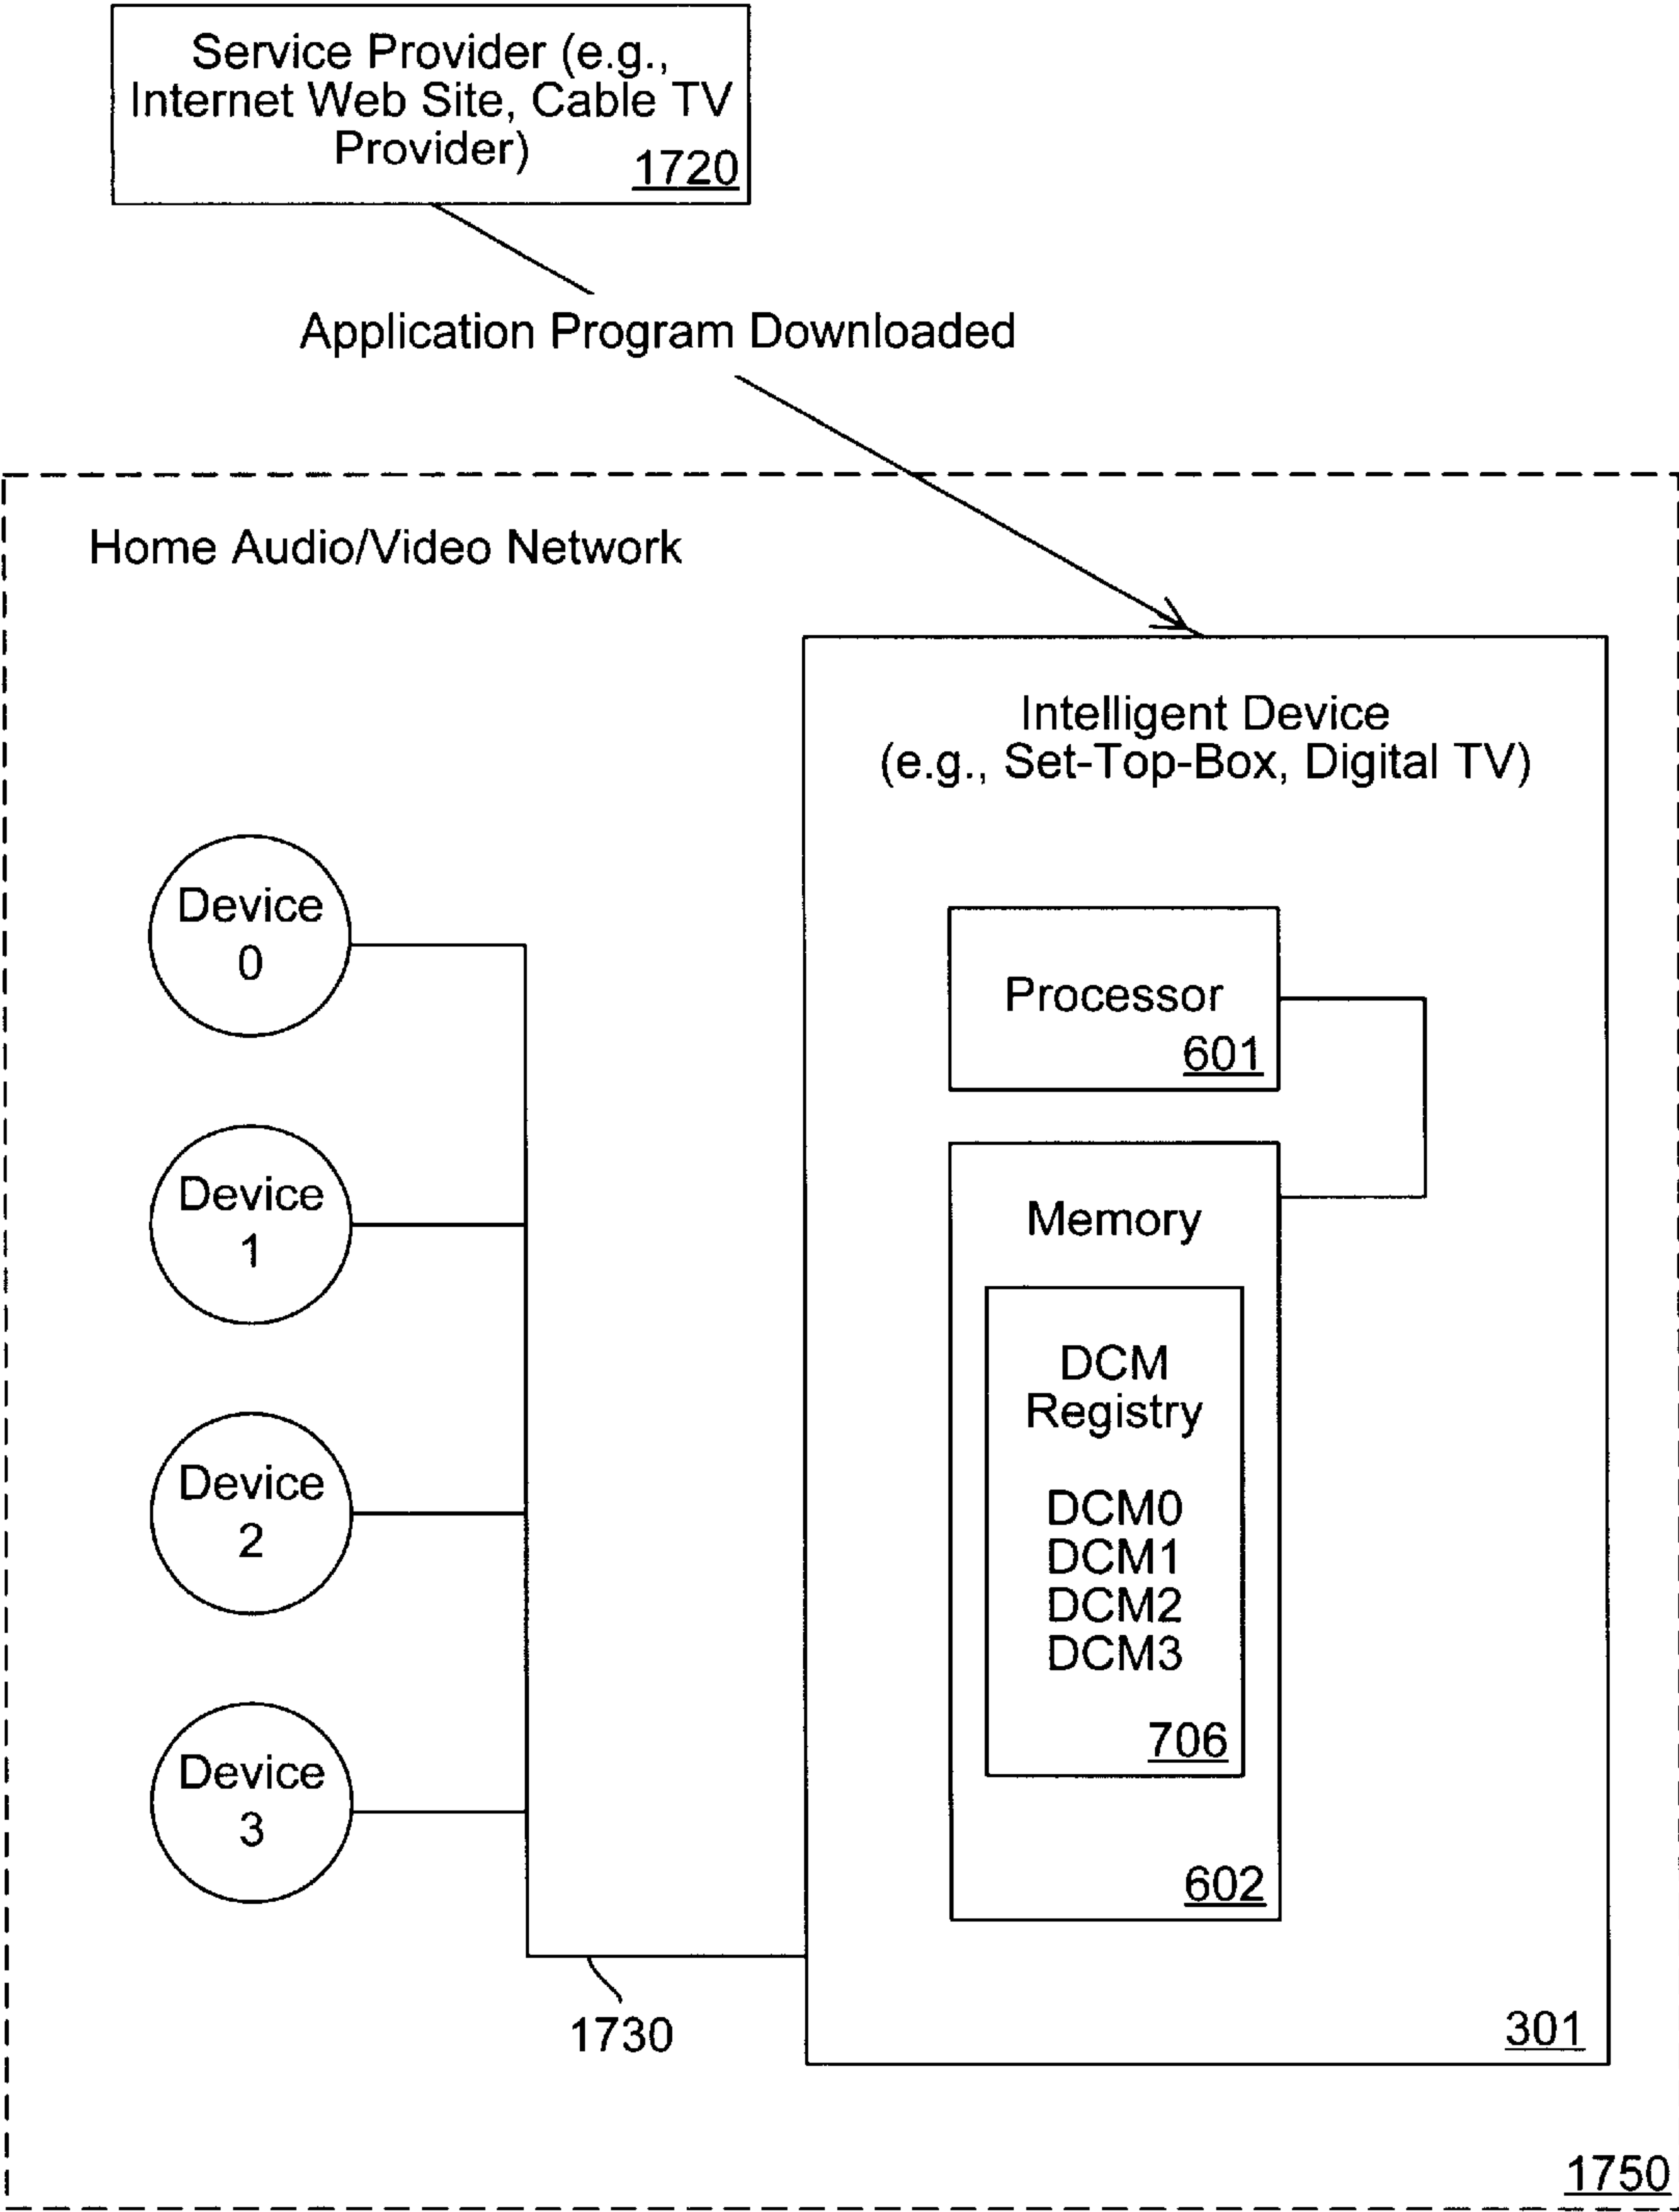 Service Provider (e.g.,
Internet Web Site, Cable TV
Provider)
1720
Application Program Downloaded
Home Audio/Video Network
Intelligent Device
(e.g., Set-Top-Box, Digital TV)
Device
0
Device
1
Device
2
Device
3
Processor
601
Memory
DCM
Registry
DCM0
DCM1
DCM2
DCM3
706
602
1730
301
1750